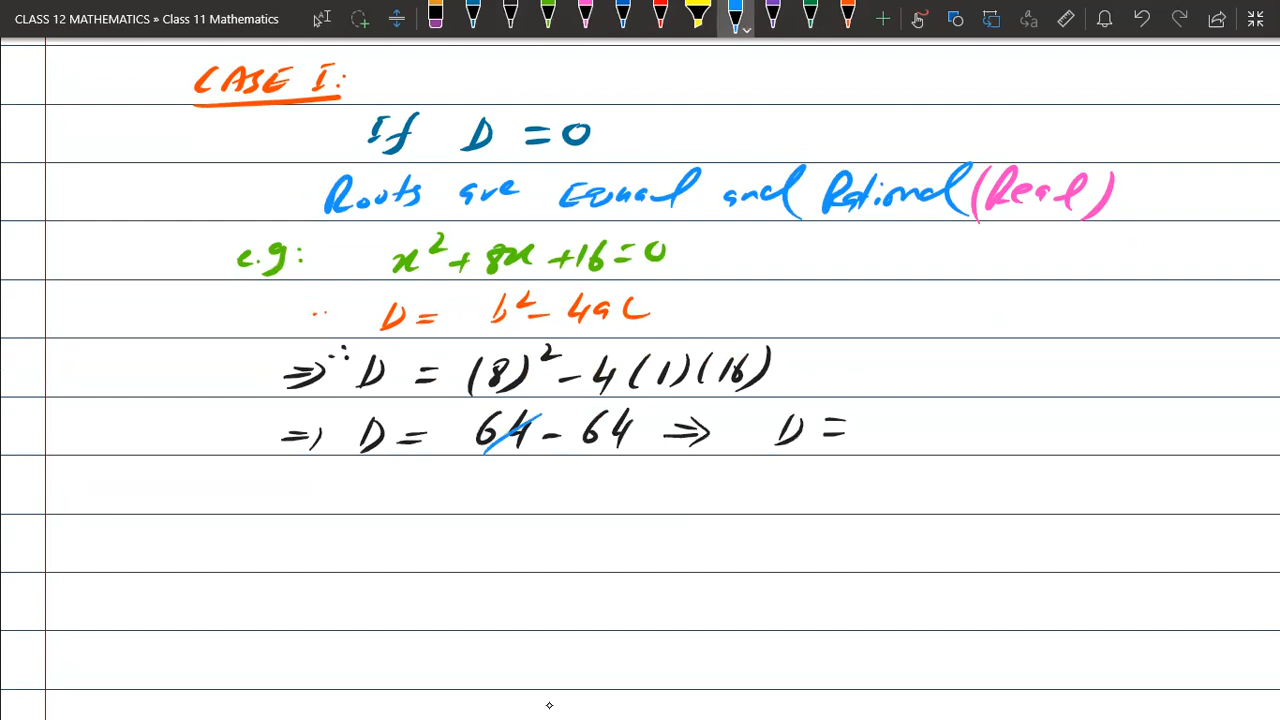 CLASS 12 MATHEMATICS » Class 11 Mathematics
CASE I:
If D = 0
Roots are Equal and Rational (Real)
e.g: x² + 8x + 16 = 0
∵ D = b² - 4ac
⇒ ∴ D = (8)² - 4(1)(16)
⇒ D = 64 - 64 ⇒ D =